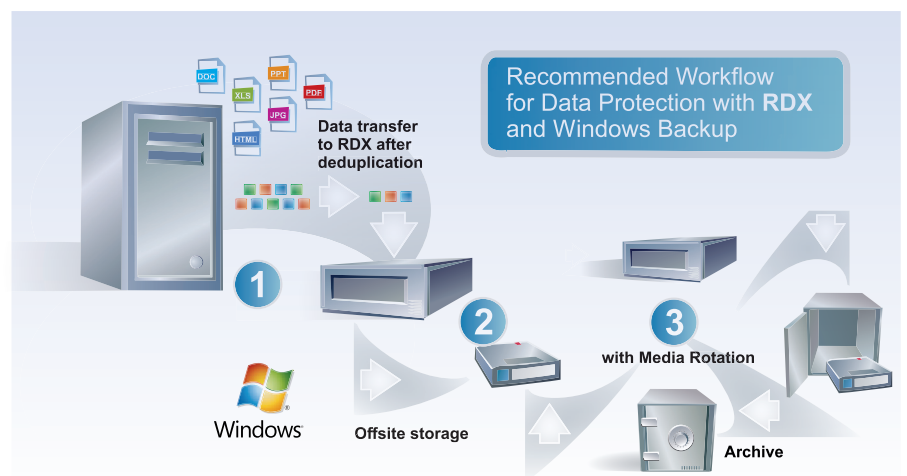 DOC
PPT
XLS
PDF
JPG
HTML
Data transfer
to RDX after
deduplication
Recommended Workflow
for Data Protection with RDX
and Windows Backup
1
2
3
with Media Rotation
Windows®
Offsite storage
Archive